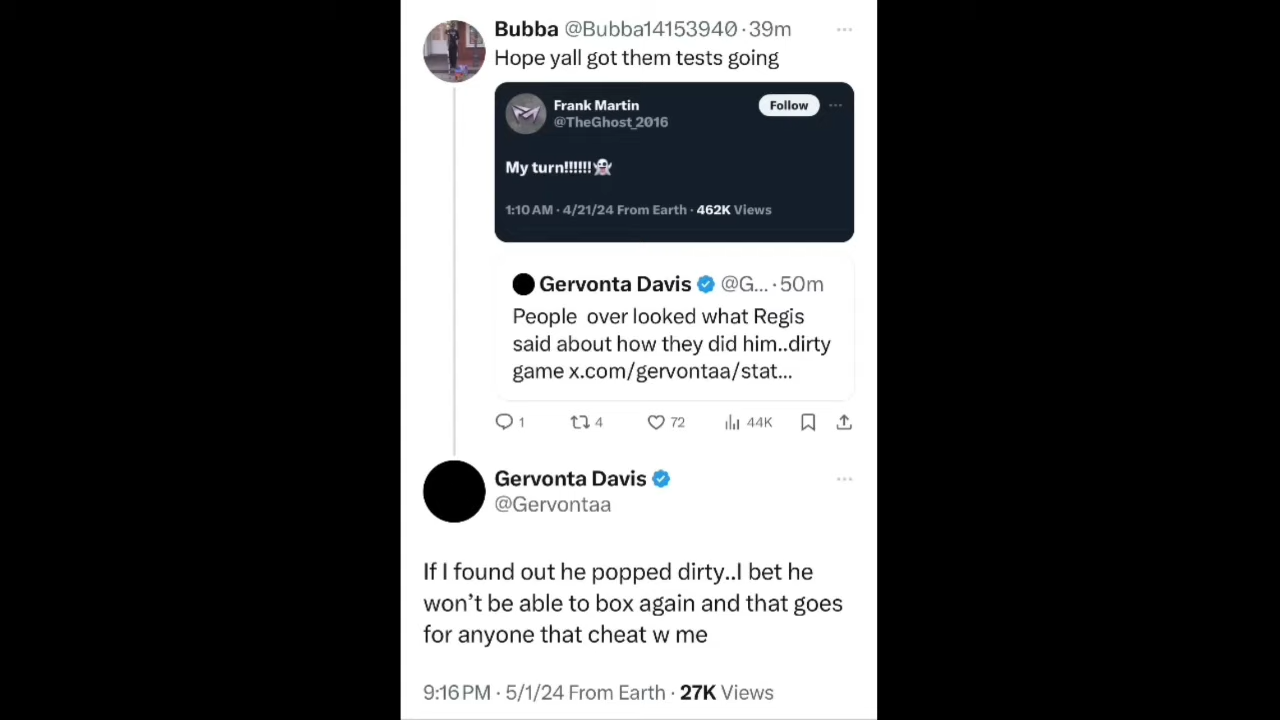 Bubba @Bubba14153940 · 39m
Hope yall got them tests going
Frank Martin
@TheGhost_2016
Follow
My turn!!!!!!👻
1:10 AM · 4/21/24 From Earth · 462K Views
Gervonta Davis @G... · 50m
People over looked what Regis
said about how they did him..dirty
game x.com/gervontaa/stat...
1 4 72 44K
Gervonta Davis
@Gervontaa
If I found out he popped dirty..I bet he
won't be able to box again and that goes
for anyone that cheat w me
9:16 PM · 5/1/24 From Earth · 27K Views